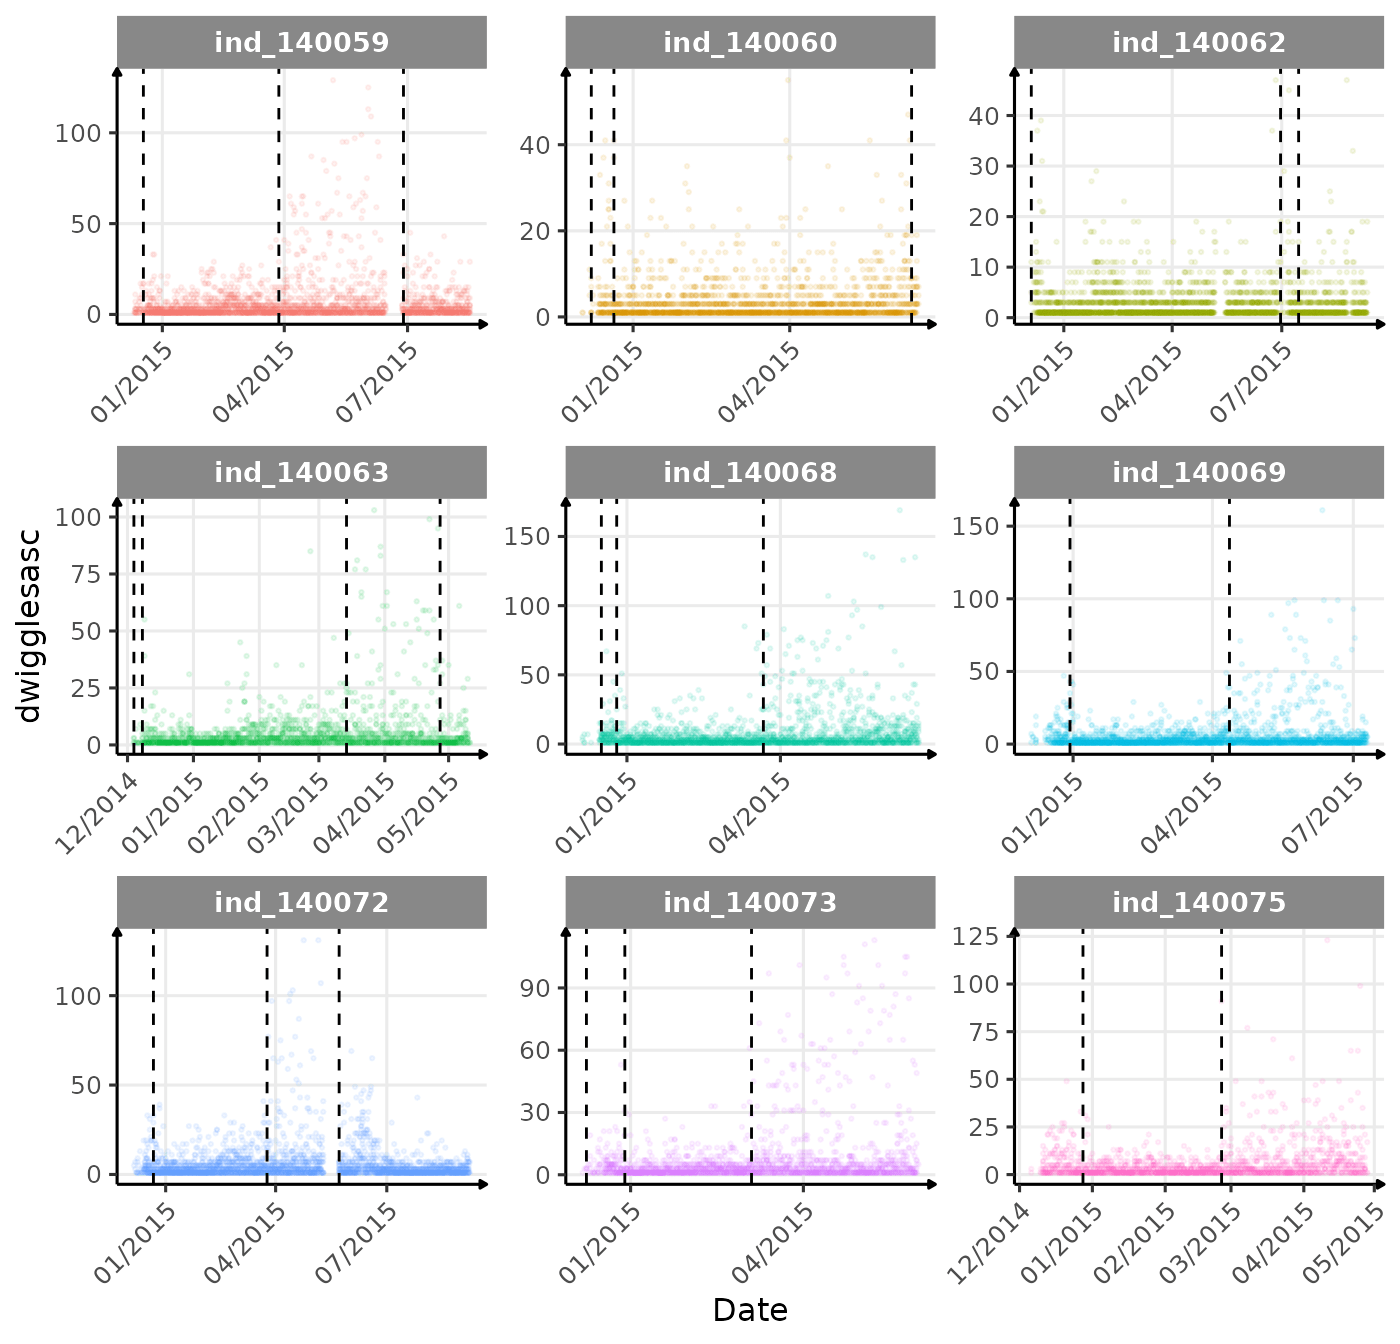 ind_140059 ind_140060 ind_140062
100 50 0
40 20 0
40 30 20 10 0
01/2015 04/2015 07/2015
01/2015 04/2015
01/2015 04/2015 07/2015
dwigglesasc
ind_140063 ind_140068 ind_140069
100 75 50 25 0
150 100 50 0
150 100 50 0
12/2014 01/2015 02/2015 03/2015 04/2015 05/2015
01/2015 04/2015
01/2015 04/2015 07/2015
ind_140072 ind_140073 ind_140075
100 50 0
90 60 30 0
125 100 75 50 25 0
01/2015 04/2015 07/2015
01/2015 04/2015
12/2014 01/2015 02/2015 03/2015 04/2015 05/2015
Date